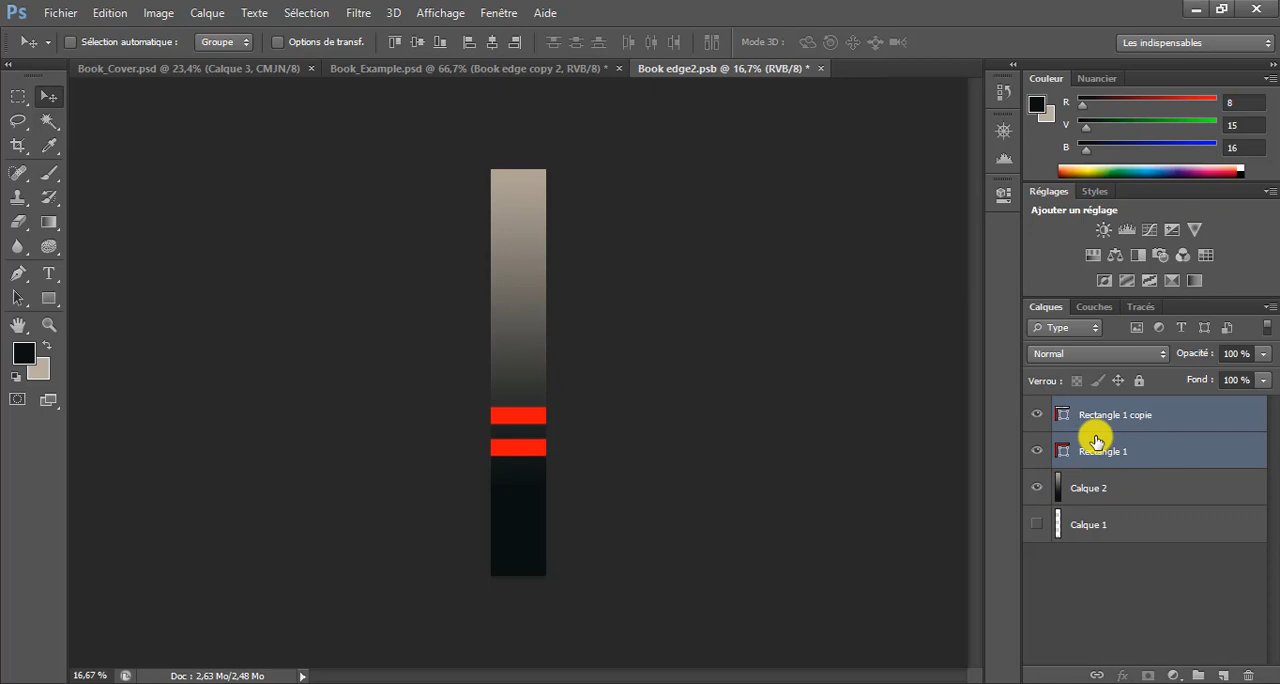 Ps Fichier Edition Image Calque Texte Sélection Filtre 3D Affichage Fenêtre Aide
Sélection automatique : Groupe Options de transf. Mode 3D : Les indispensables
Book_Cover.psd @ 23,4% (Calque 3, CMJN/8) × Book_Example.psd @ 66,7% (Book edge copy 2, RVB/8) * × Book edge2.psb @ 16,7% (RVB/8) * ×
Couleur Nuancier
R 8
V 15
B 16
Réglages Styles
Ajouter un réglage
Calques Couches Tracés
Type
Normal Opacité : 100 %
Verrou : Fond : 100 %
Rectangle 1 copie
Rectangle 1
Calque 2
Calque 1
16,67 % Doc : 2,63 Mo/2,48 Mo